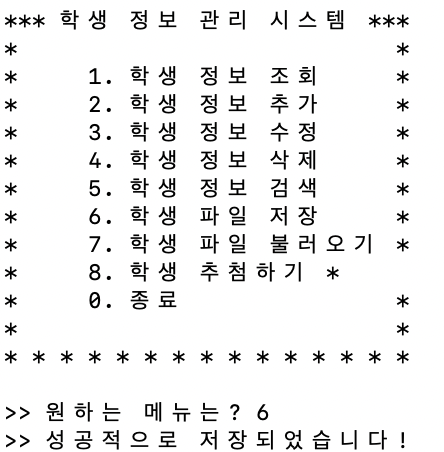 *** 학생 정보 관리 시스템 ***
*                           *
*     1. 학생 정보 조회     *
*     2. 학생 정보 추가     *
*     3. 학생 정보 수정     *
*     4. 학생 정보 삭제     *
*     5. 학생 정보 검색     *
*     6. 학생 파일 저장     *
*     7. 학생 파일 불러오기 *
*     8. 학생 추첨하기 *
*     0. 종료               *
*                           *
* * * * * * * * * * * * * * *
>> 원하는 메뉴는? 6
>> 성공적으로 저장되었습니다!